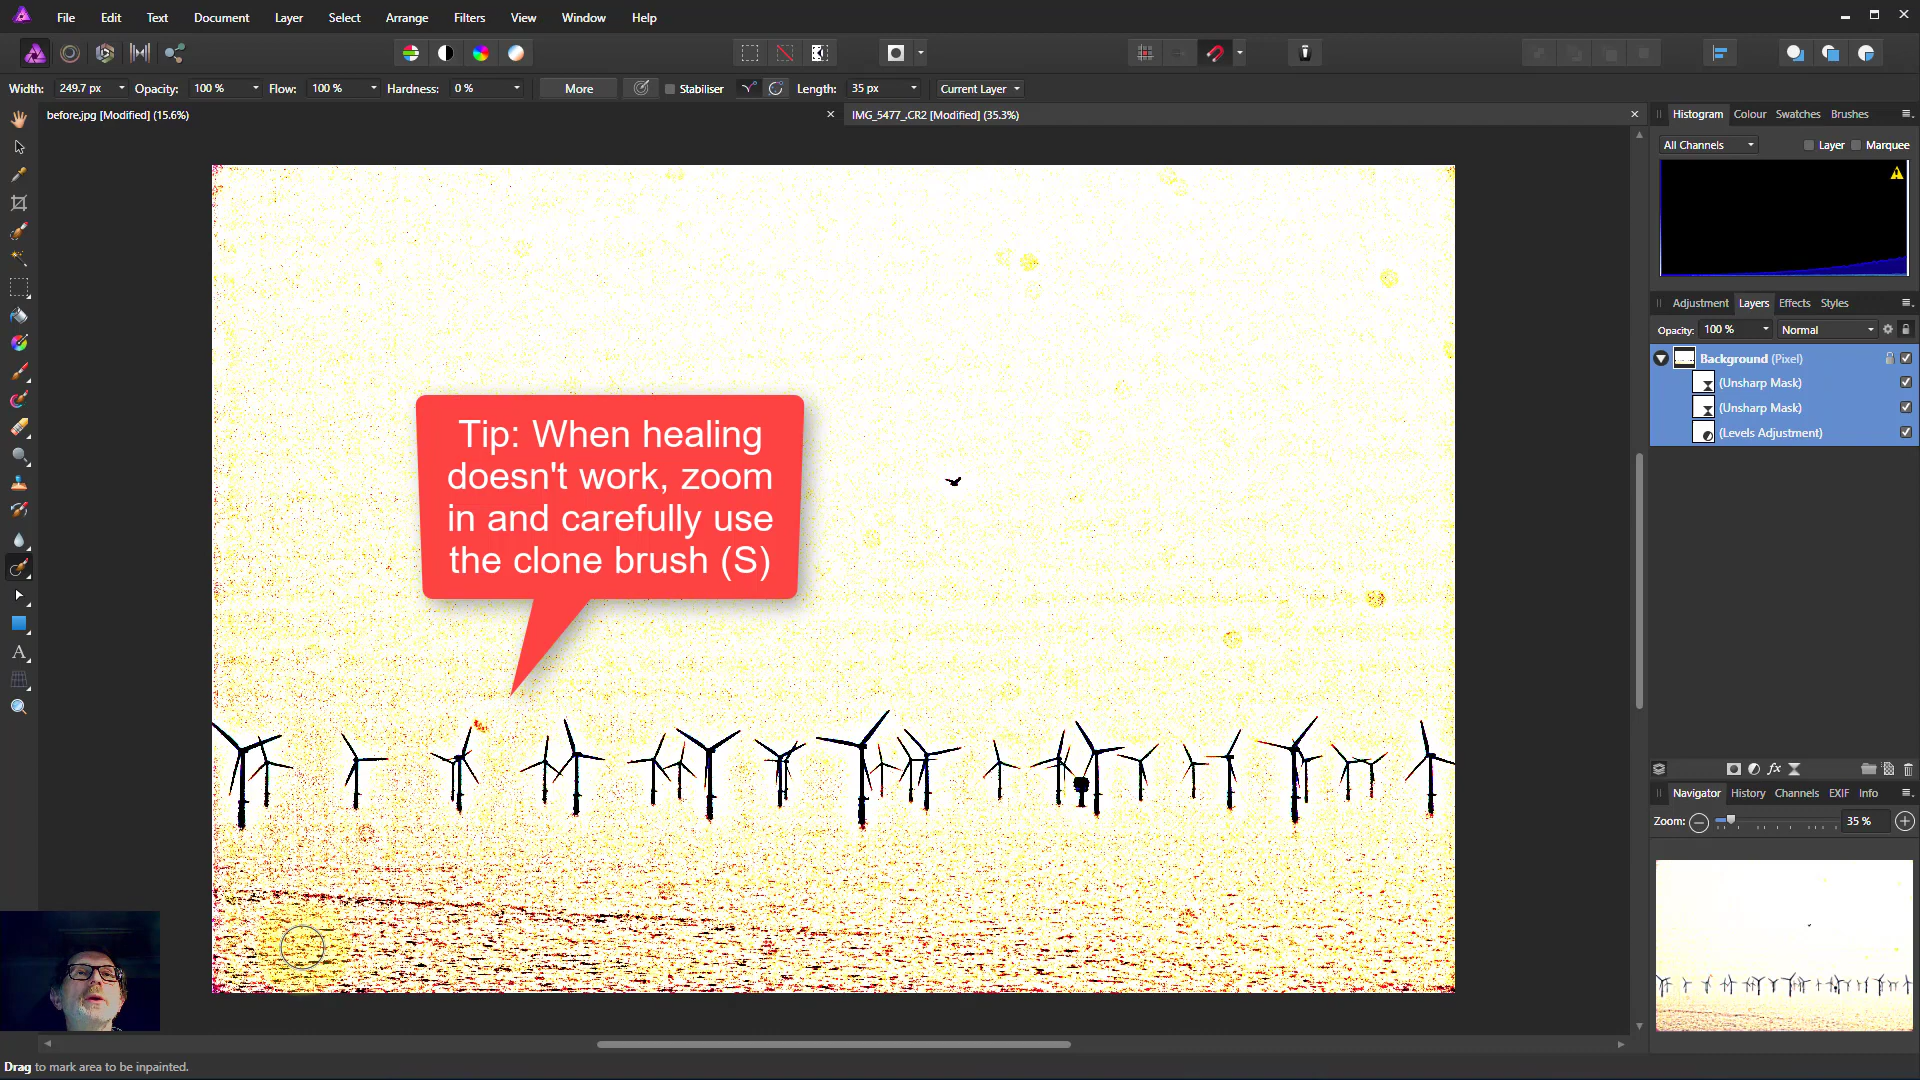 File Edit Text Document Layer Select Arrange Filters View Window Help
Width: 249.7 px Opacity: 100 % Flow: 100 % Hardness: 0 % More Stabiliser Length: 35 px Current Layer
before.jpg [Modified] (15.6%)
IMG_5477_.CR2 [Modified] (35.3%)
Histogram Colour Swatches Brushes
All Channels Layer Marquee
Adjustment Layers Effects Styles
Opacity: 100 % Normal
Background (Pixel)
(Unsharp Mask)
(Unsharp Mask)
(Levels Adjustment)
Tip: When healing
doesn't work, zoom
in and carefully use
the clone brush (S)
Navigator History Channels EXIF Info
Zoom: 35 %
Drag to mark area to be inpainted.